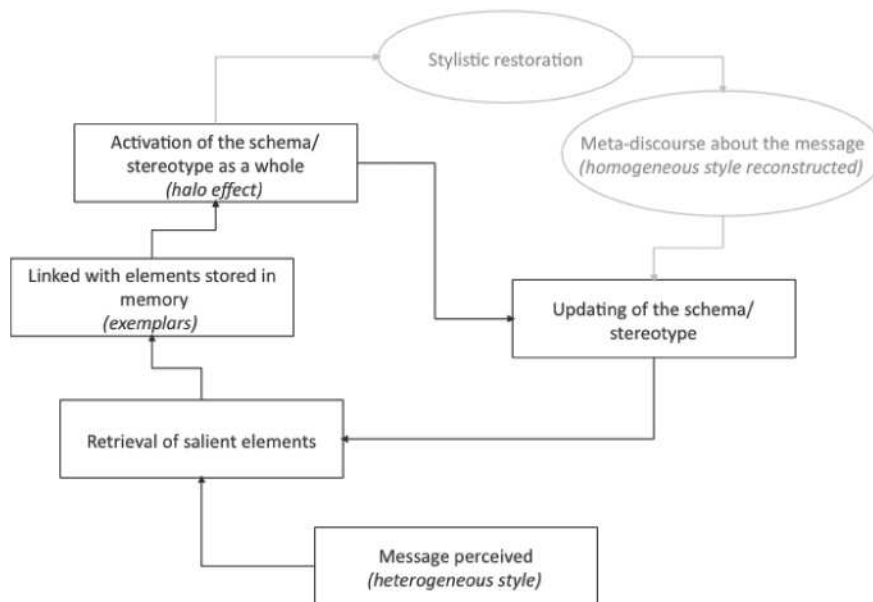 Stylistic restoration
Meta-discourse about the message
(homogeneous style reconstructed)
Activation of the schema/
stereotype as a whole
(halo effect)
Linked with elements stored in
memory
(exemplars)
Updating of the schema/
stereotype
Retrieval of salient elements
Message perceived
(heterogeneous style)